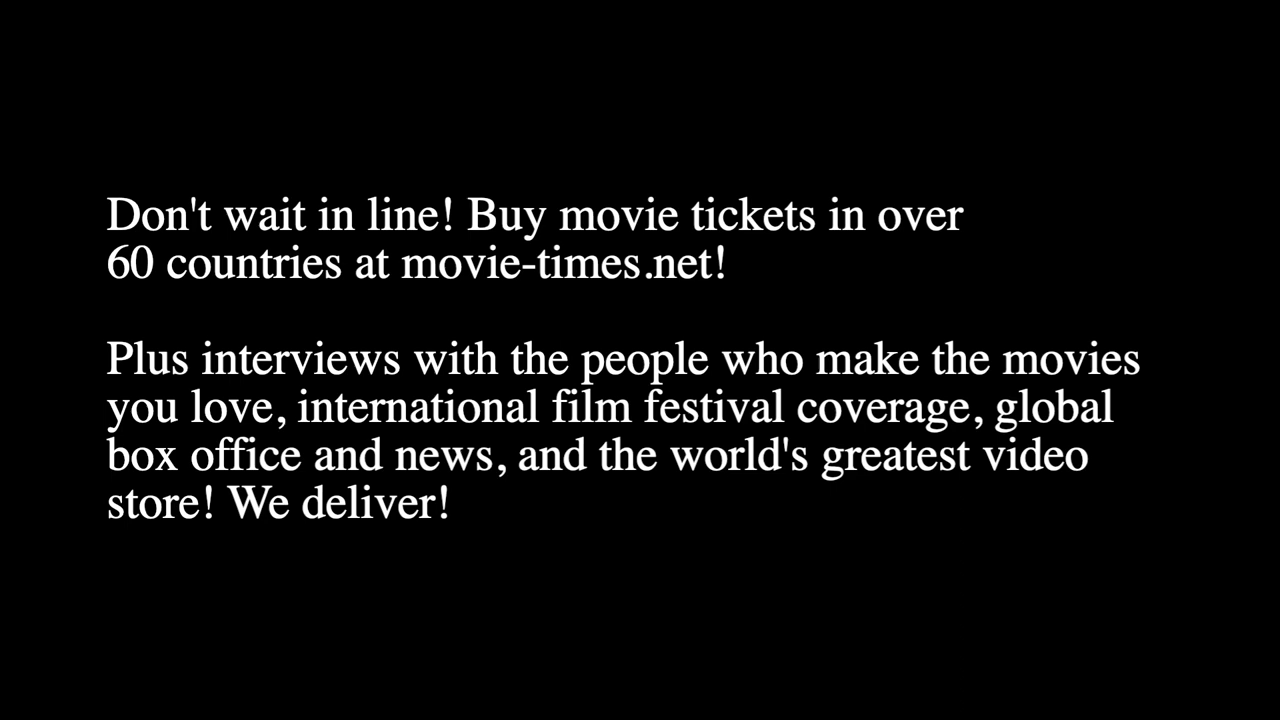 Don't wait in line! Buy movie tickets in over
60 countries at movie-times.net!
Plus interviews with the people who make the movies
you love, international film festival coverage, global
box office and news, and the world's greatest video
store! We deliver!